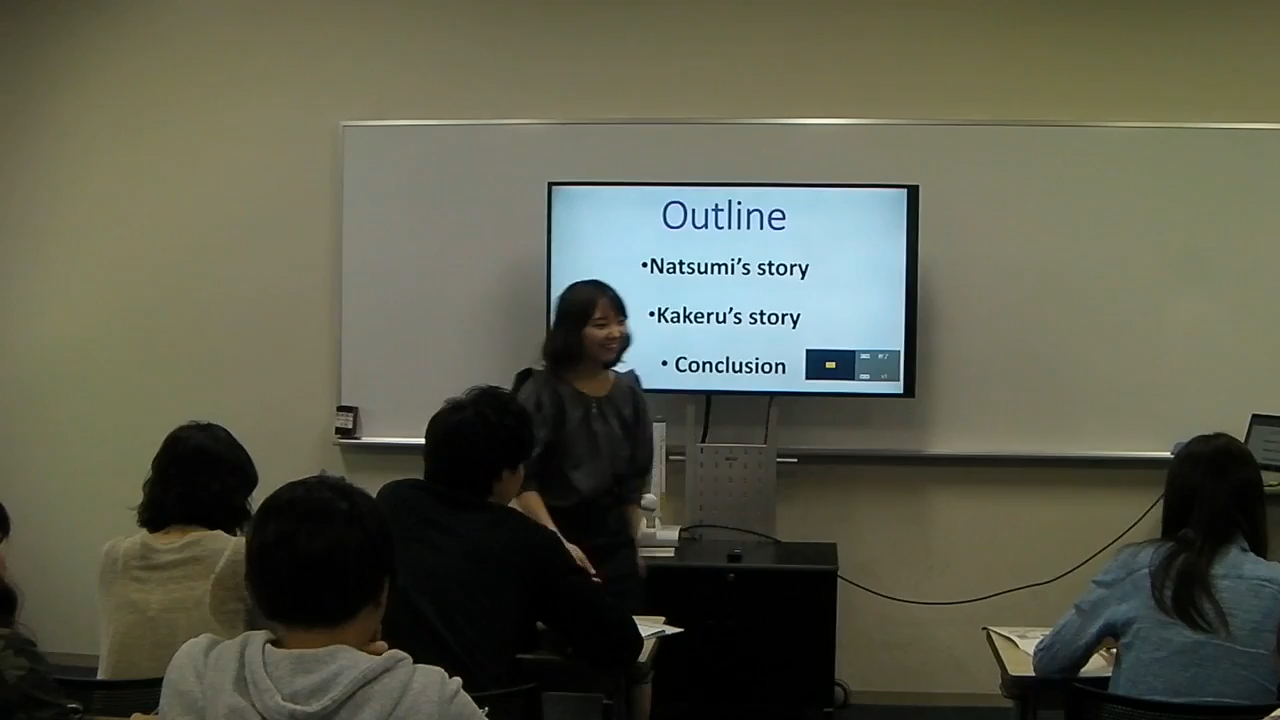 Outline
•Natsumi's story
•Kakeru's story
• Conclusion